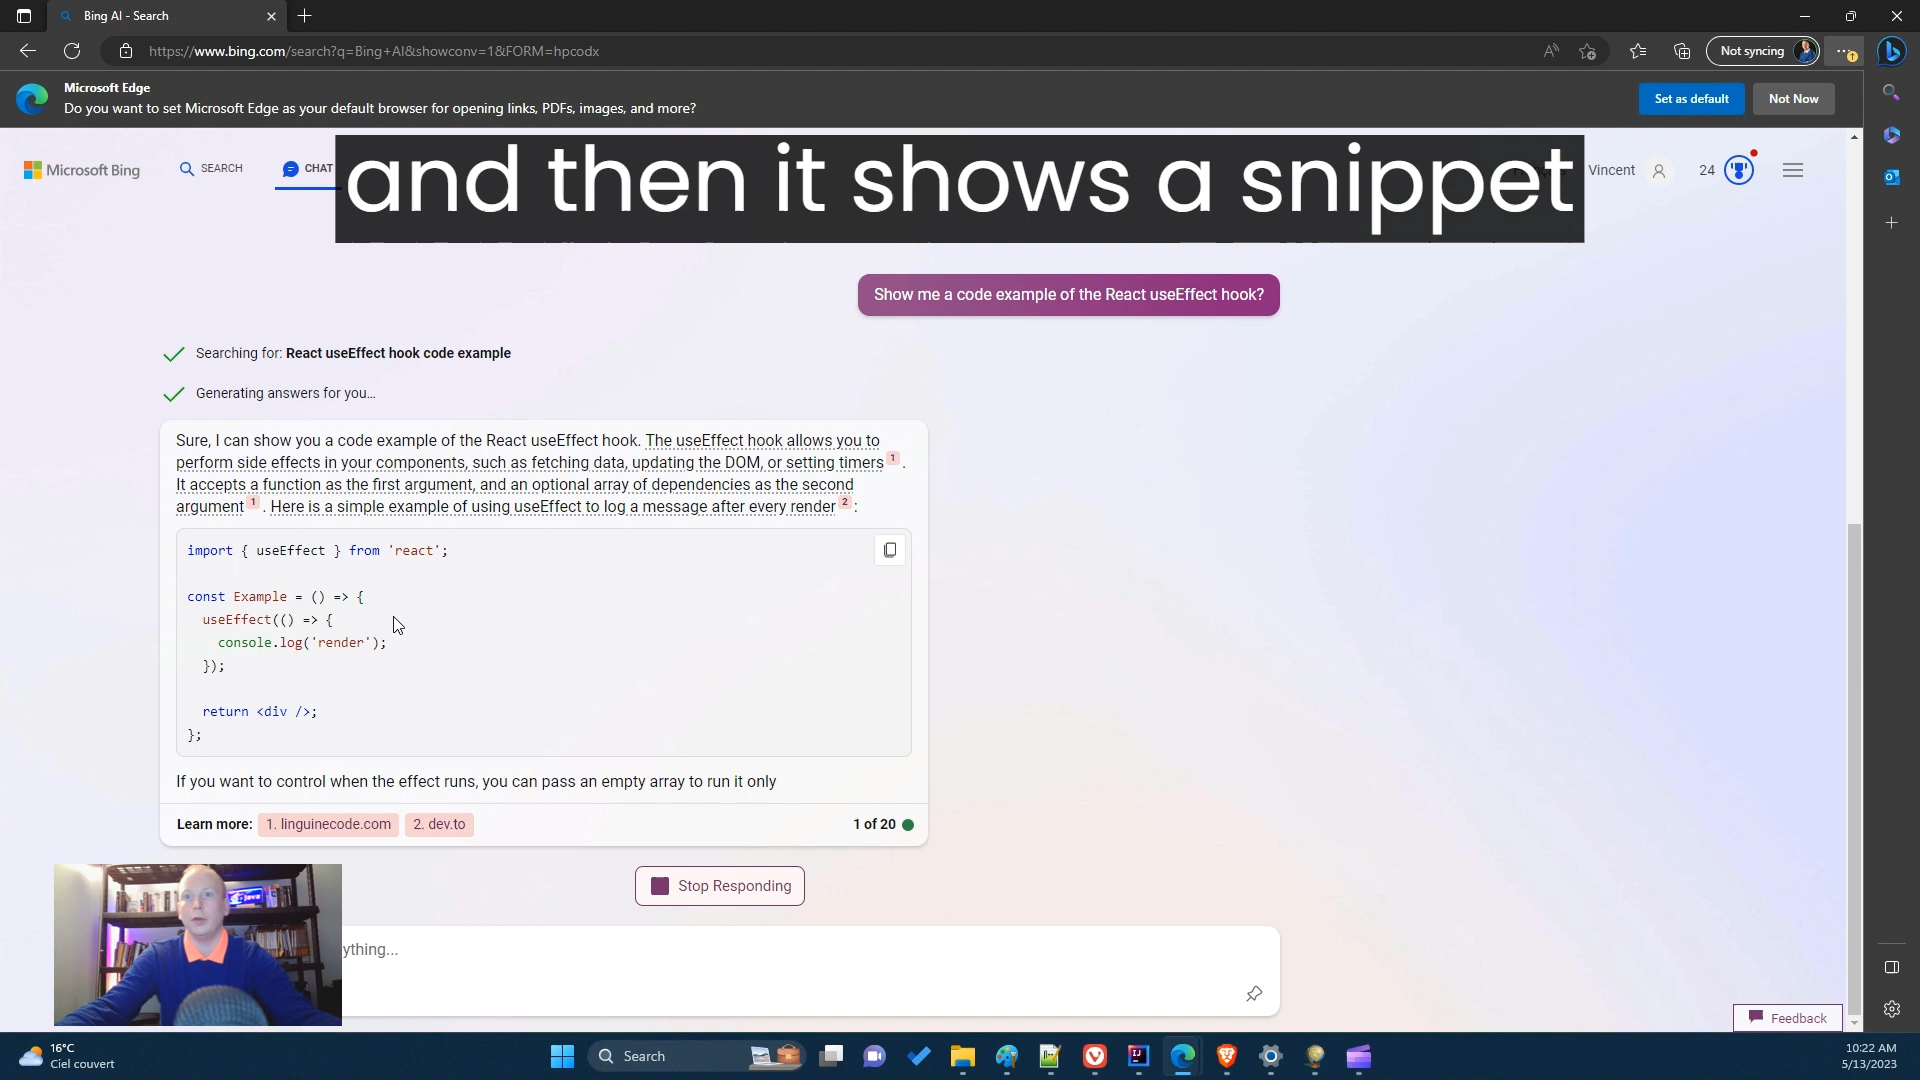 Bing AI - Search
https://www.bing.com/search?q=Bing+AI&showconv=1&FORM=hpcodx
Not syncing
Microsoft Edge
Do you want to set Microsoft Edge as your default browser for opening links, PDFs, images, and more?
Set as default
Not Now
Microsoft Bing
SEARCH
CHAT
and then it shows a snippet
Vincent
24
Show me a code example of the React useEffect hook?
Searching for: React useEffect hook code example
Generating answers for you...
Sure, I can show you a code example of the React useEffect hook. The useEffect hook allows you to
perform side effects in your components, such as fetching data, updating the DOM, or setting timers 1 .
It accepts a function as the first argument, and an optional array of dependencies as the second
argument 1 . Here is a simple example of using useEffect to log a message after every render 2 :
import { useEffect } from 'react';
const Example = () => {
useEffect(() => {
console.log('render');
});
return <div />;
};
If you want to control when the effect runs, you can pass an empty array to run it only
Learn more: 1. linguinecode.com 2. dev.to
1 of 20
Stop Responding
ything...
Feedback
16°C
Ciel couvert
Search
10:22 AM
5/13/2023